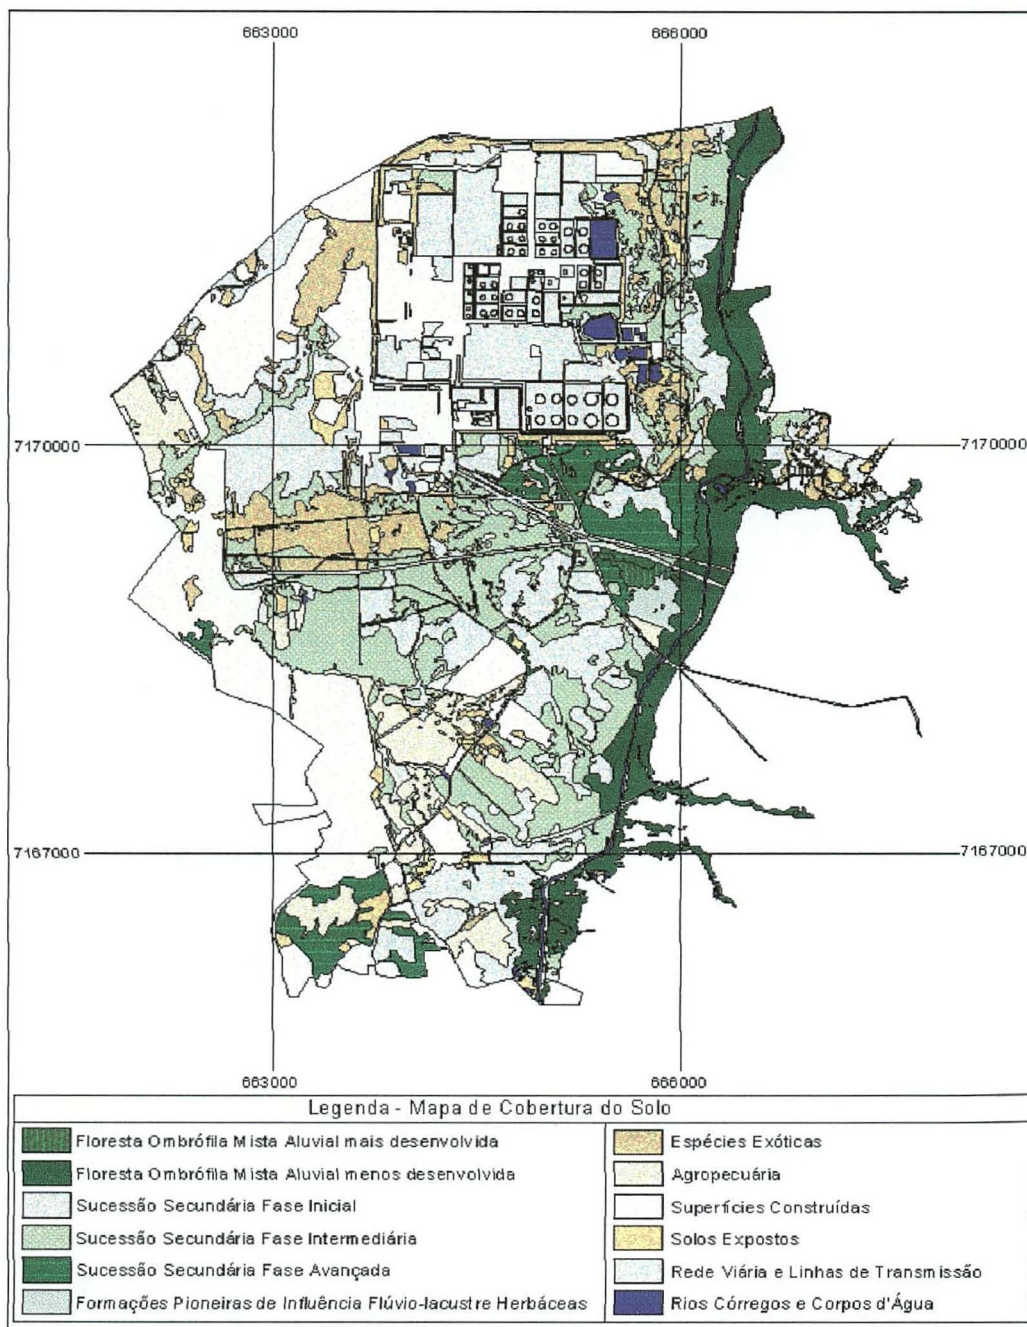 663000 666000
7170000 7170000
7167000 7167000
663000 666000
Legenda - Mapa de Cobertura do Solo
Floresta Ombrófila Mista Aluvial mais desenvolvida
Floresta Ombrófila Mista Aluvial menos desenvolvida
Sucessão Secundária Fase Inicial
Sucessão Secundária Fase Intermediária
Sucessão Secundária Fase Avançada
Formações Pioneiras de Influência Flúvio-lacustre Herbáceas
Espécies Exóticas
Agropecuária
Superfícies Construídas
Solos Expostos
Rede Viária e Linhas de Transmissão
Rios Córregos e Corpos d'Água